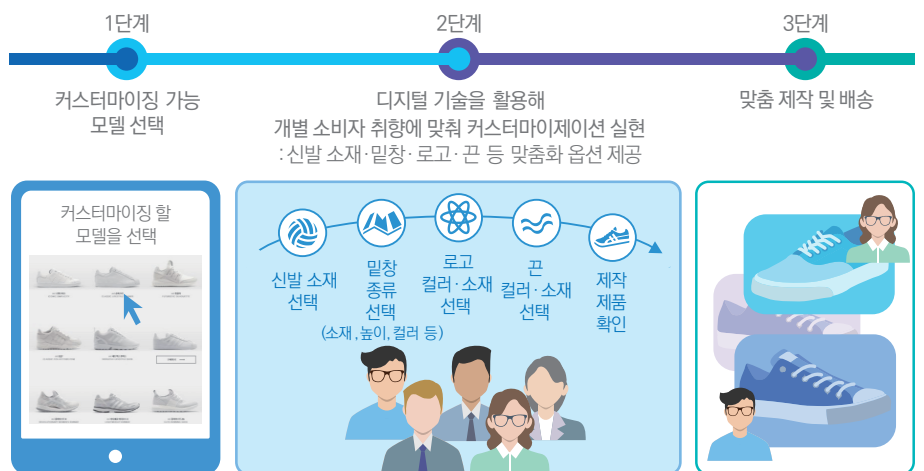 1단계
2단계
3단계
커스터마이징 가능
모델 선택
디지털 기술을 활용해
개별 소비자 취향에 맞춰 커스터마이제이션 실현
:신발 소재·밑창·로고·끈 등 맞춤화 옵션 제공
맞춤 제작 및 배송
커스터마이징 할
모델을 선택
신발 소재
선택
밑창
종류
선택
(소재,높이,컬러 등)
로고
컬러·소재
선택
끈
컬러·소재
선택
제작
제품
확인